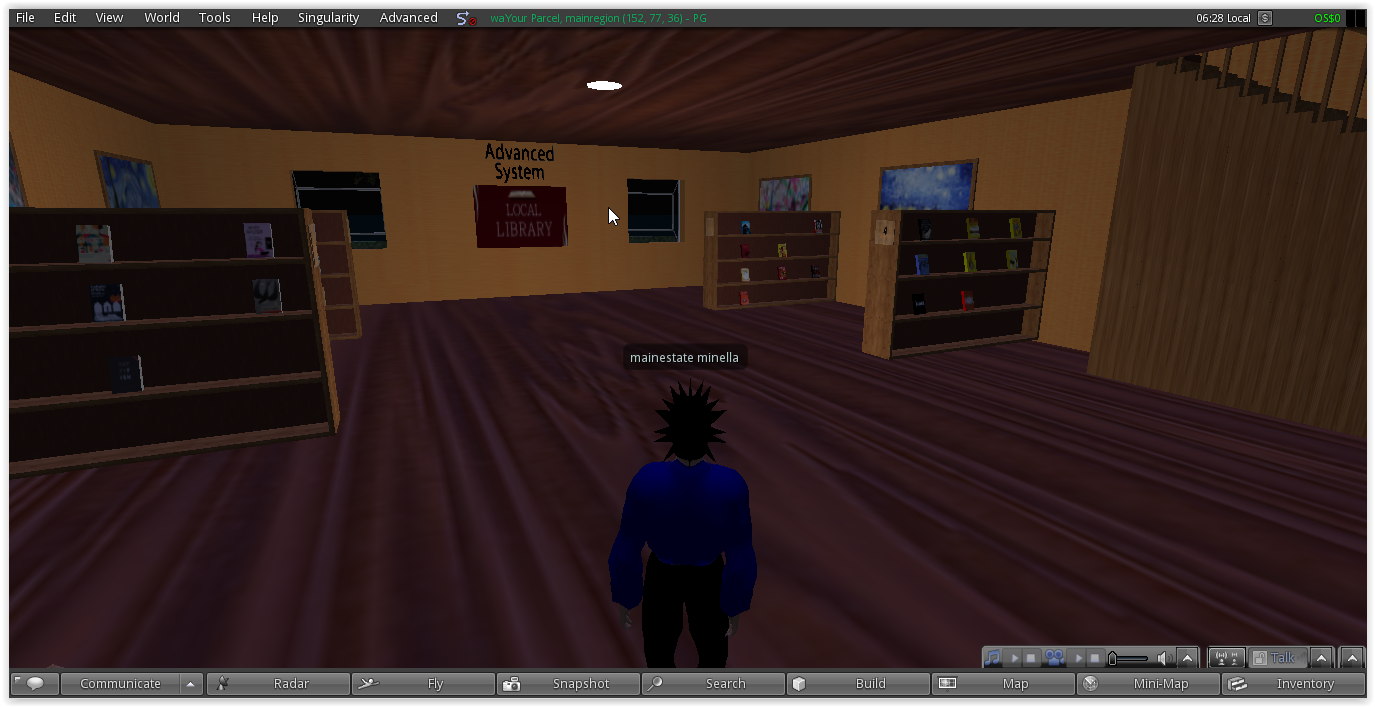 File Edit View World Tools Help Singularity Advanced waYour Parcel, mainregion (152, 77, 36) - PG 06:28 Local $ OS$0
Advanced
System
LOCAL
LIBRARY
mainestate minella
Talk
Communicate Radar Fly Snapshot Search Build Map Mini-Map Inventory